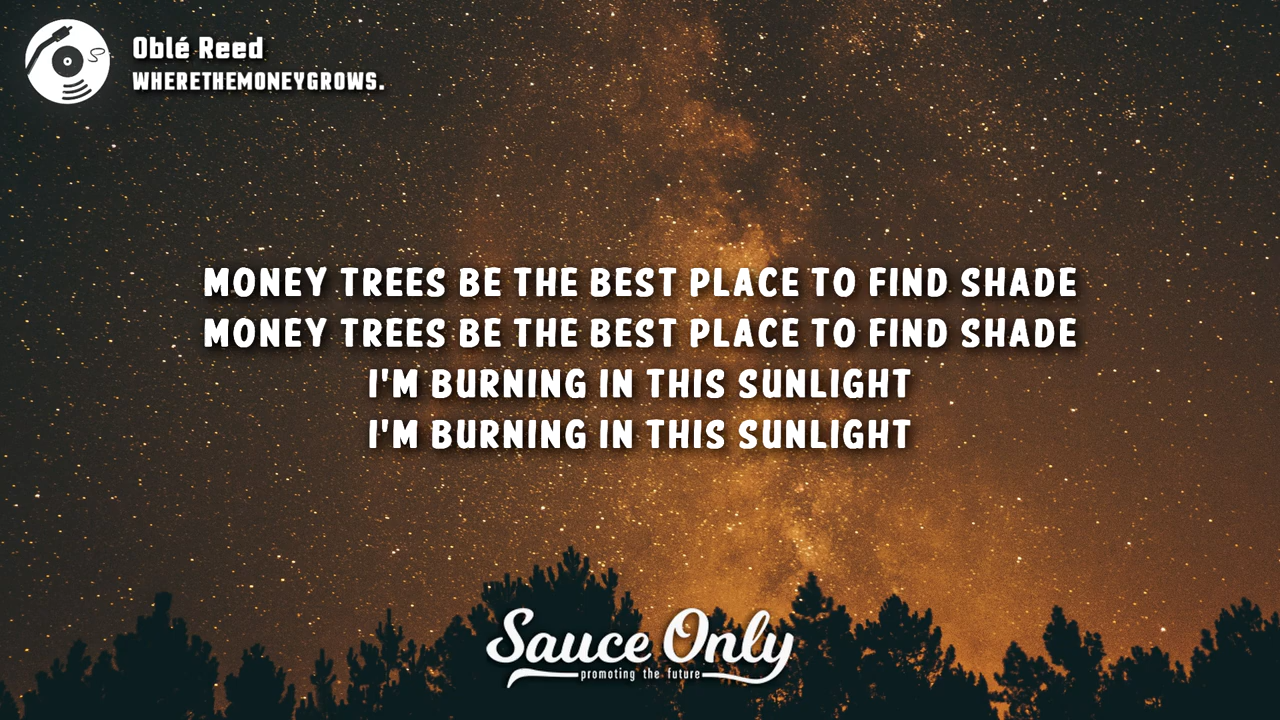 Oblé Reed
WHERETHEMONEYGROWS.
MONEY TREES BE THE BEST PLACE TO FIND SHADE
MONEY TREES BE THE BEST PLACE TO FIND SHADE
I'M BURNING IN THIS SUNLIGHT
I'M BURNING IN THIS SUNLIGHT
Sauce Only
promoting the future